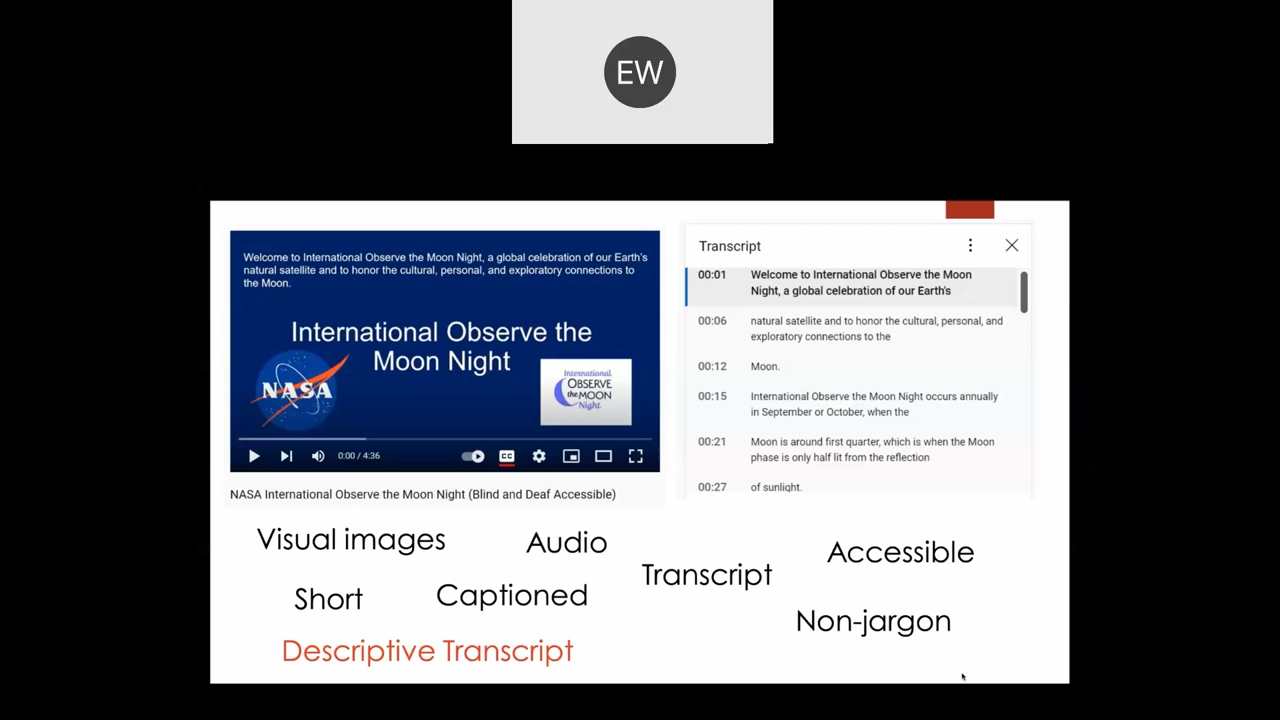 EW
Welcome to International Observe the Moon Night, a global celebration of our Earth's
natural satellite and to honor the cultural, personal, and exploratory connections to
the Moon.
International Observe the
Moon Night
NASA
International
OBSERVE
the MOON
Night
0:00 / 4:36
CC
NASA International Observe the Moon Night (Blind and Deaf Accessible)
Transcript
00:01 Welcome to International Observe the Moon
Night, a global celebration of our Earth's
00:06 natural satellite and to honor the cultural, personal, and
exploratory connections to the
00:12 Moon.
00:15 International Observe the Moon Night occurs annually
in September or October, when the
00:21 Moon is around first quarter, which is when the Moon
phase is only half lit from the reflection
00:27 of sunlight.
Visual images
Audio
Transcript
Accessible
Short
Captioned
Non-jargon
Descriptive Transcript